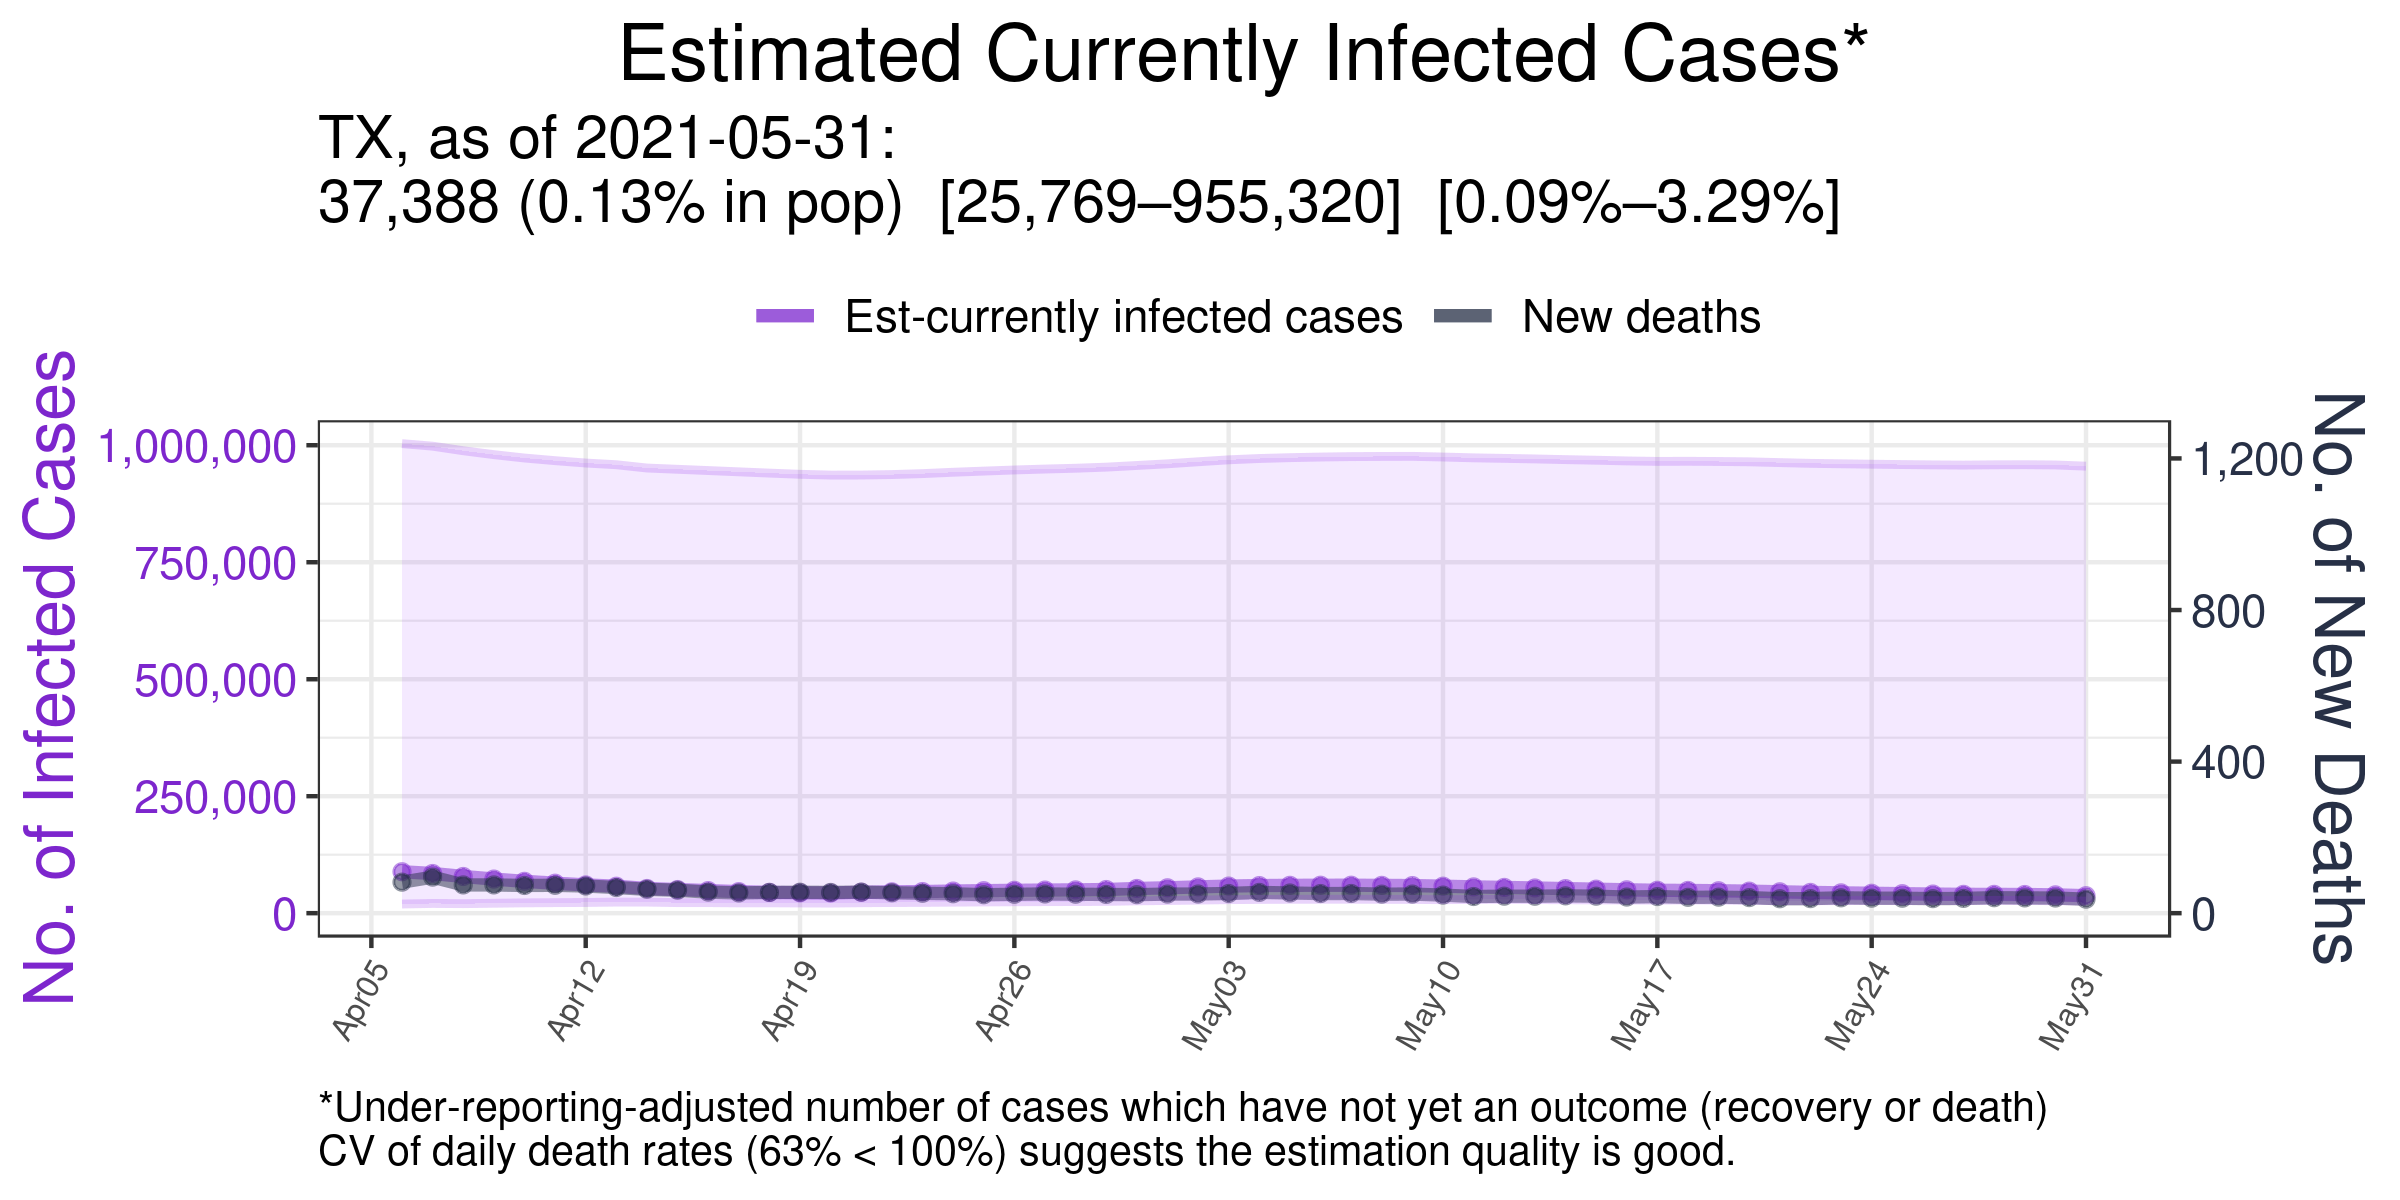 Estimated Currently Infected Cases*
TX, as of 2021-05-31:
37,388 (0.13% in pop)  [25,769–955,320]  [0.09%–3.29%]
Est-currently infected cases
New deaths
No. of Infected Cases
1,000,000
750,000
500,000
250,000
0
1,200
800
400
0
No. of New Deaths
Apr05
Apr12
Apr19
Apr26
May03
May10
May17
May24
May31
*Under-reporting-adjusted number of cases which have not yet an outcome (recovery or death)
CV of daily death rates (63% < 100%) suggests the estimation quality is good.